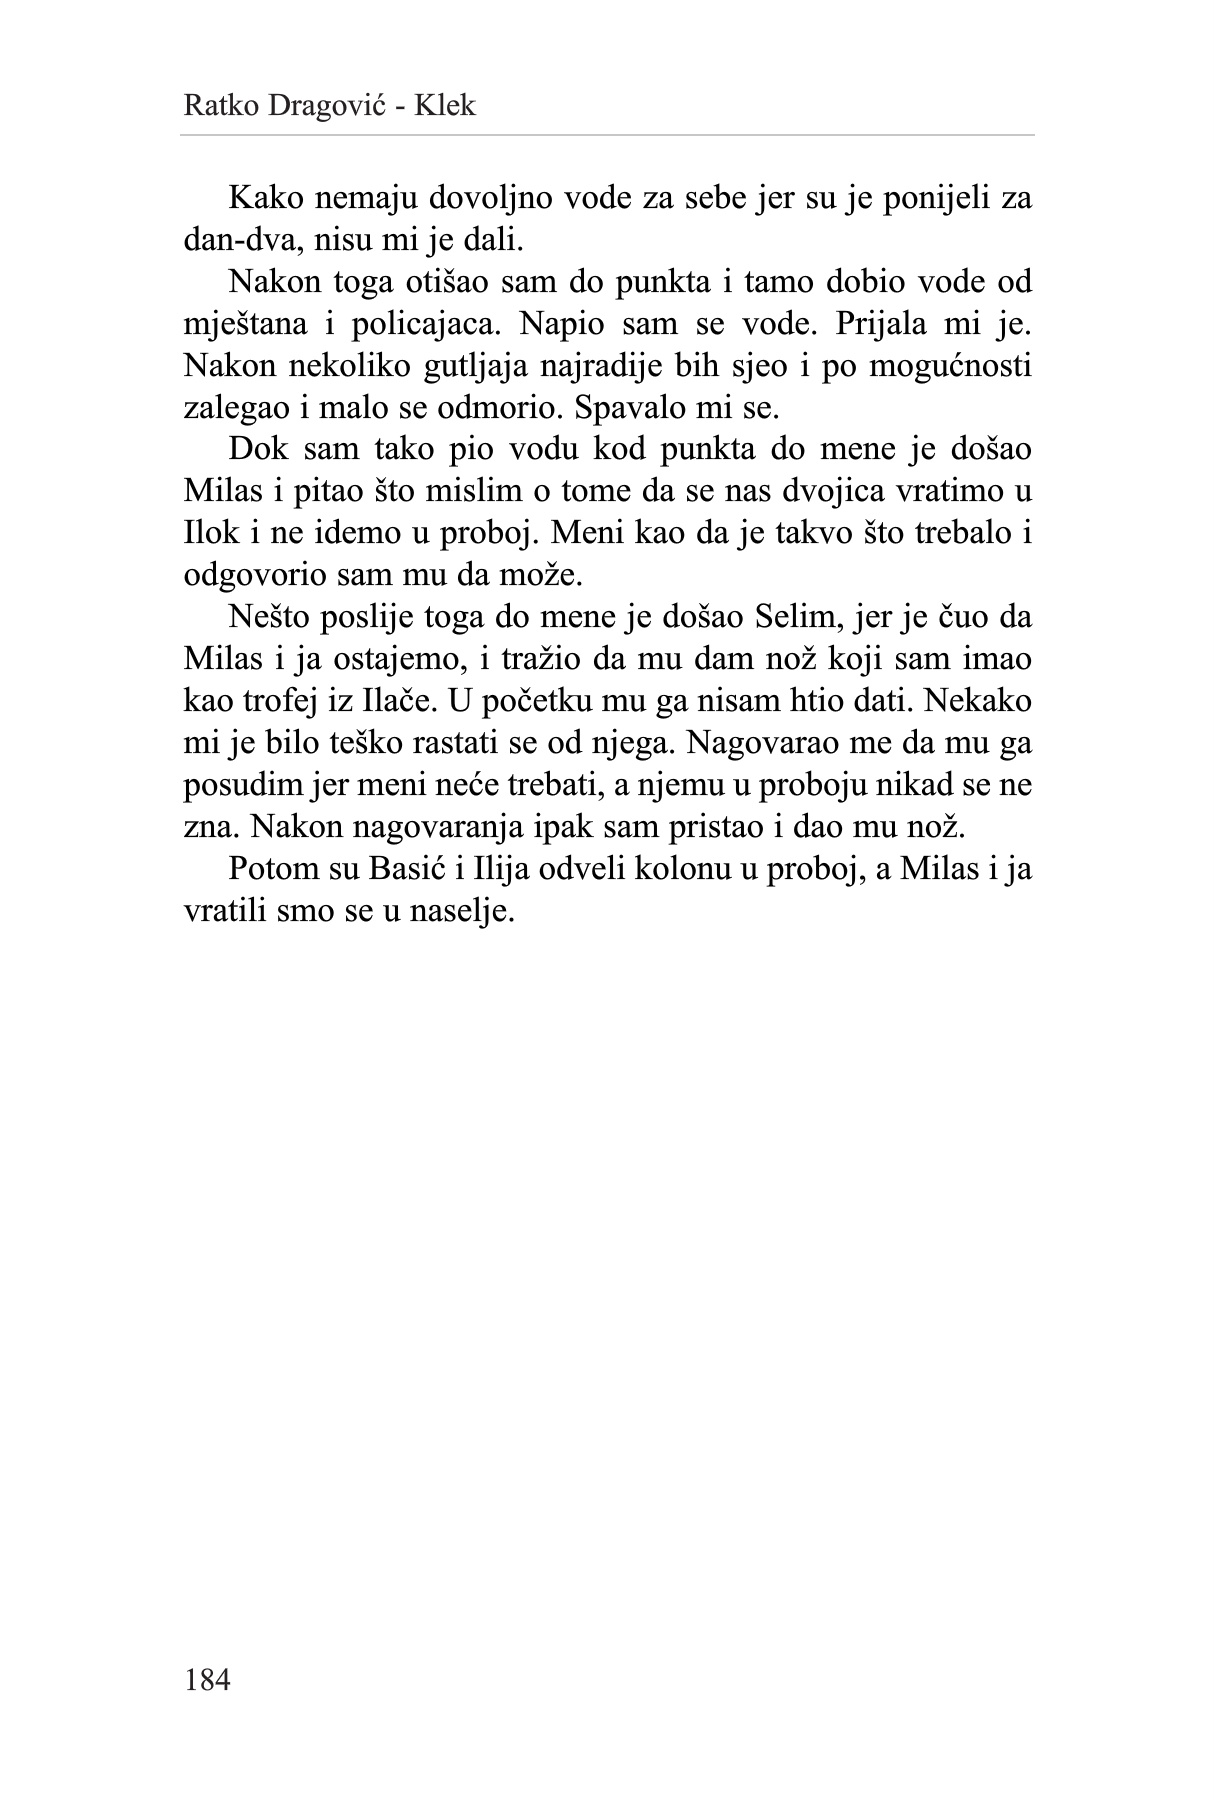 Ratko Dragović - Klek
Kako nemaju dovoljno vode za sebe jer su je ponijeli za
dan-dva, nisu mi je dali.
Nakon toga otišao sam do punkta i tamo dobio vode od
mještana i policajaca. Napio sam se vode. Prijala mi je.
Nakon nekoliko gutljaja najradije bih sjeo i po mogućnosti
zalegao i malo se odmorio. Spavalo mi se.
Dok sam tako pio vodu kod punkta do mene je došao
Milas i pitao što mislim o tome da se nas dvojica vratimo u
Ilok i ne idemo u proboj. Meni kao da je takvo što trebalo i
odgovorio sam mu da može.
Nešto poslije toga do mene je došao Selim, jer je čuo da
Milas i ja ostajemo, i tražio da mu dam nož koji sam imao
kao trofej iz Ilače. U početku mu ga nisam htio dati. Nekako
mi je bilo teško rastati se od njega. Nagovarao me da mu ga
posudim jer meni neće trebati, a njemu u proboju nikad se ne
zna. Nakon nagovaranja ipak sam pristao i dao mu nož.
Potom su Basić i Ilija odveli kolonu u proboj, a Milas i ja
vratili smo se u naselje.
184